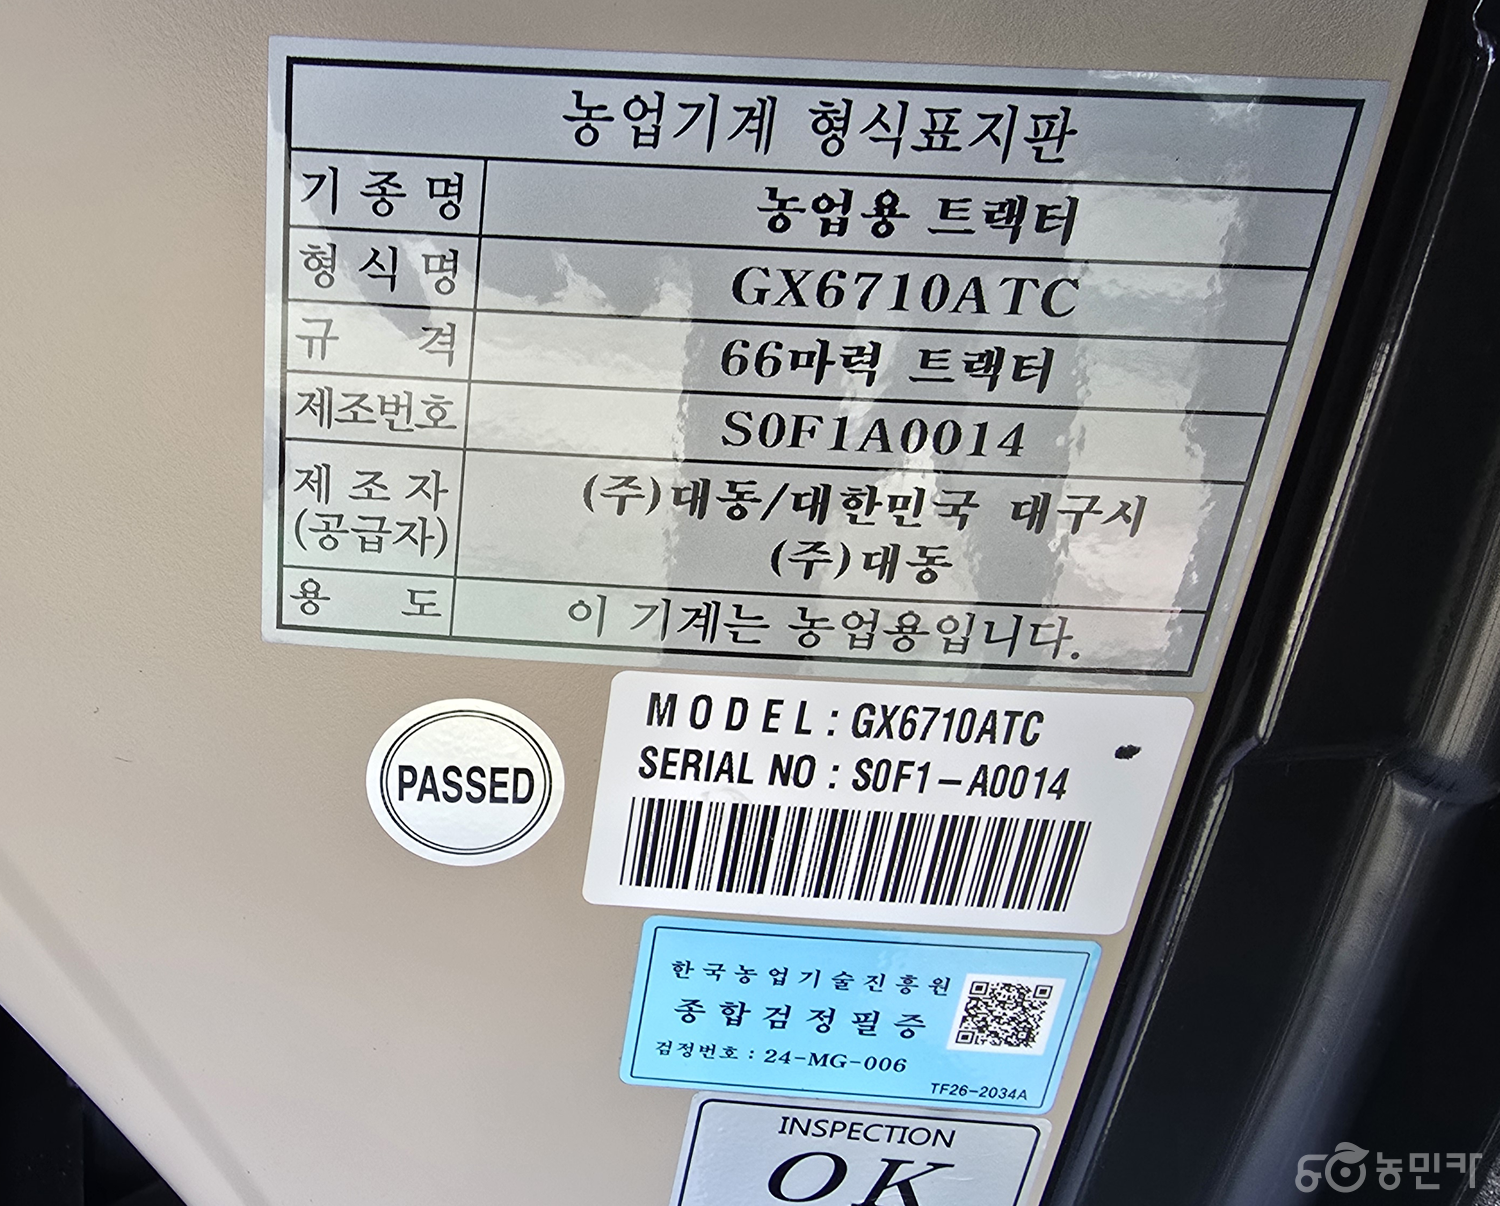 농업기계 형식표지판
기종명 농업용 트랙터
형식명 GX6710ATC
규격 66마력 트랙터
제조번호 S0F1A0014
제조자 (주)대동/대한민국 대구시
(공급자) (주)대동
용도 이 기계는 농업용입니다.
MODEL : GX6710ATC
SERIAL NO : S0F1-A0014
PASSED
한국농업기술진흥원
종합검정필증
검정번호 : 24-MG-006
TF26-2034A
INSPECTION
OK
농민카